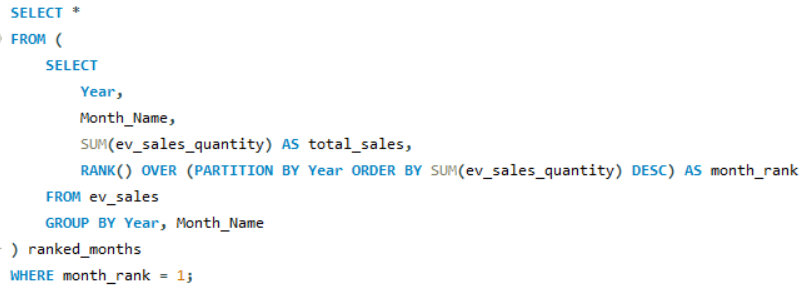 SELECT *
FROM (
SELECT
Year,
Month_Name,
SUM(ev_sales_quantity) AS total_sales,
RANK() OVER (PARTITION BY Year ORDER BY SUM(ev_sales_quantity) DESC) AS month_rank
FROM ev_sales
GROUP BY Year, Month_Name
) ranked_months
WHERE month_rank = 1;